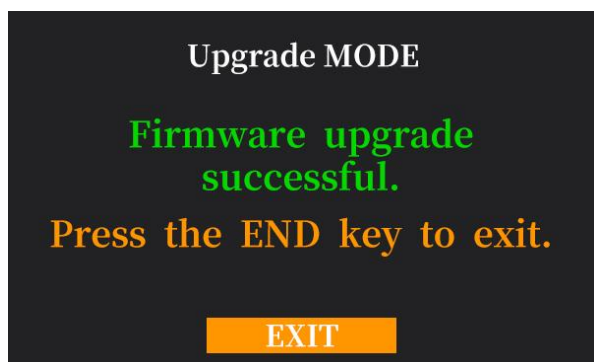 Upgrade MODE
Firmware upgrade
successful.
Press the END key to exit.
EXIT